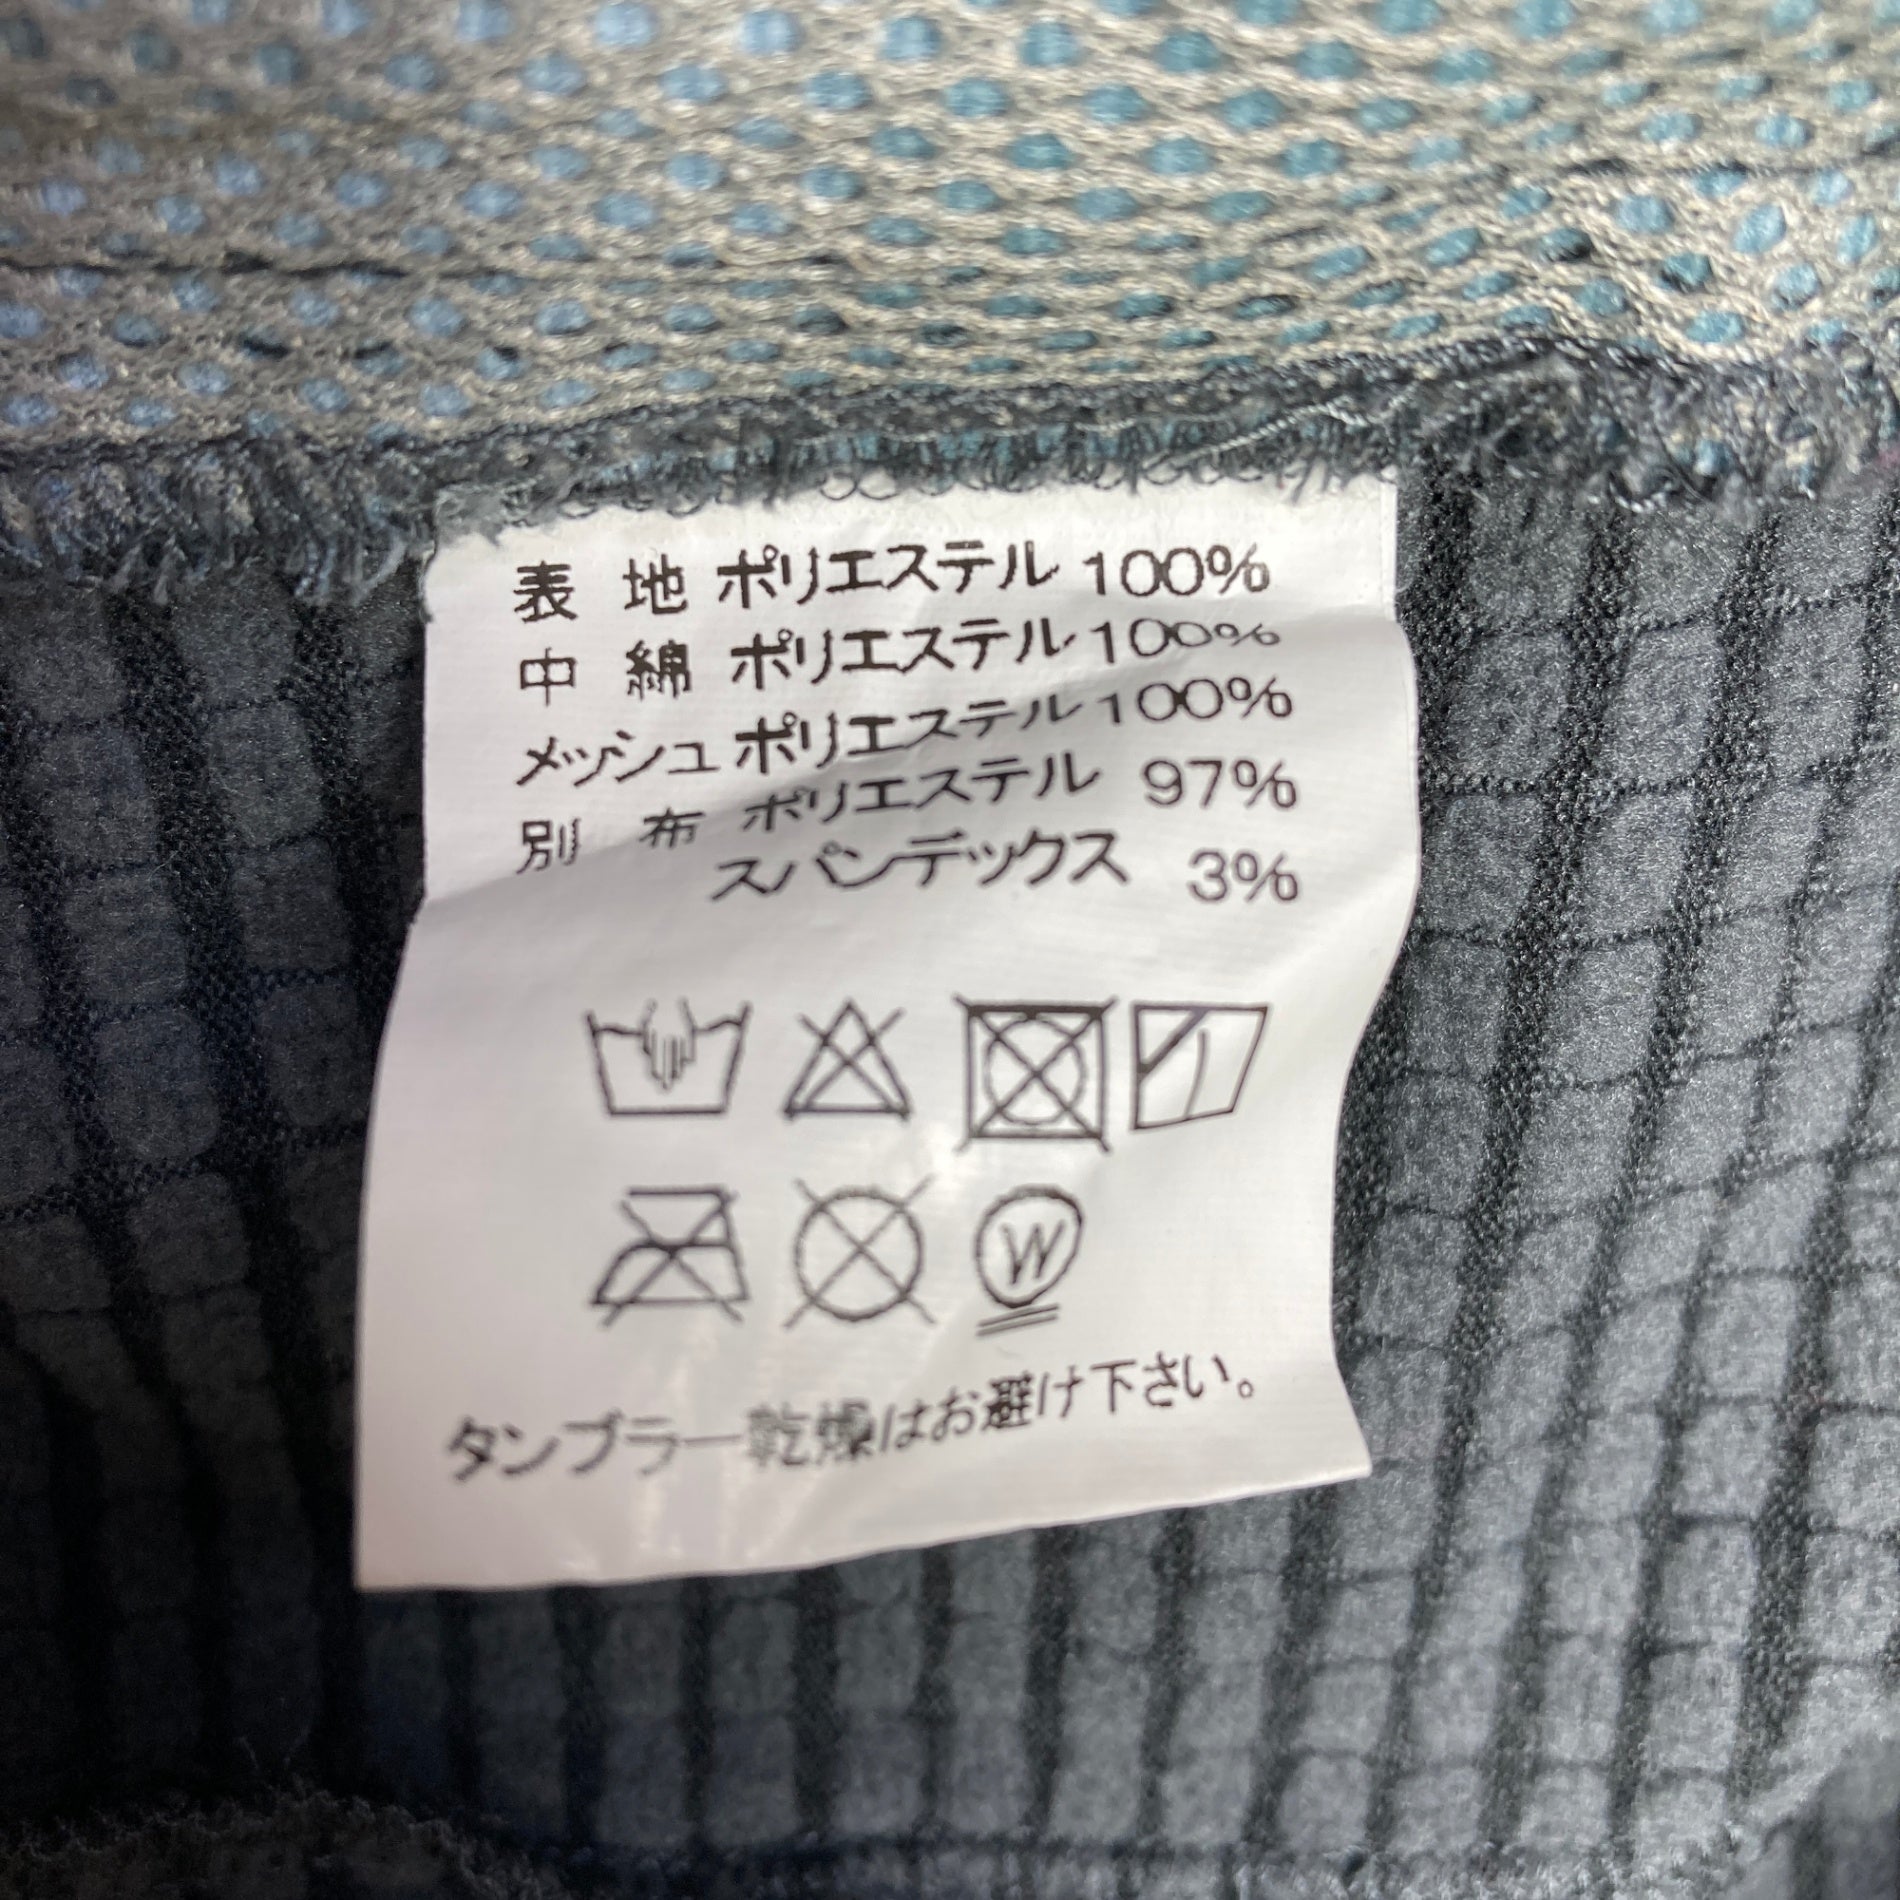 表 地 ポリエステル 100%
中 綿 ポリエステル 100%
メッシュ ポリエステル 100%
別 布 ポリエステル 97%
スパンデックス 3%
W
タンブラー乾燥はお避け下さい。